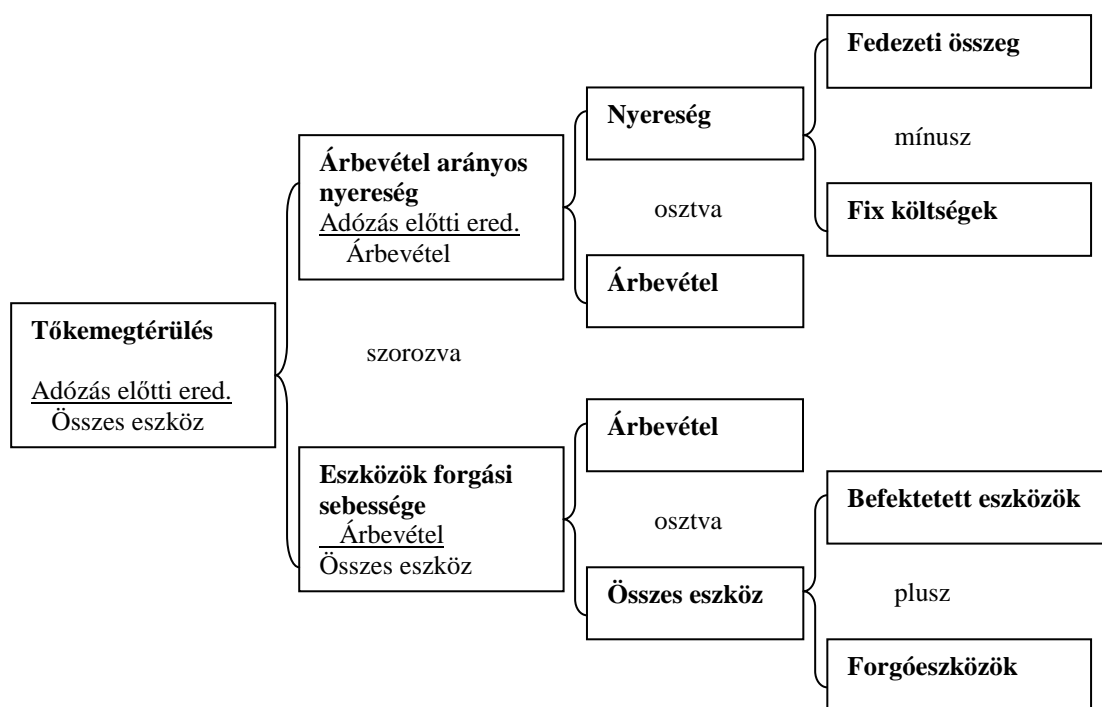 Fedezeti összeg
Nyereség
mínusz
Árbevétel arányos
nyereség
Adózás előtti ered.
Árbevétel
osztva
Fix költségek
Árbevétel
Tőkemegtérülés
Adózás előtti ered.
Összes eszköz
szorozva
Árbevétel
Eszközök forgási
sebessége
Árbevétel
Összes eszköz
osztva
Befektetett eszközök
Összes eszköz
plusz
Forgóeszközök